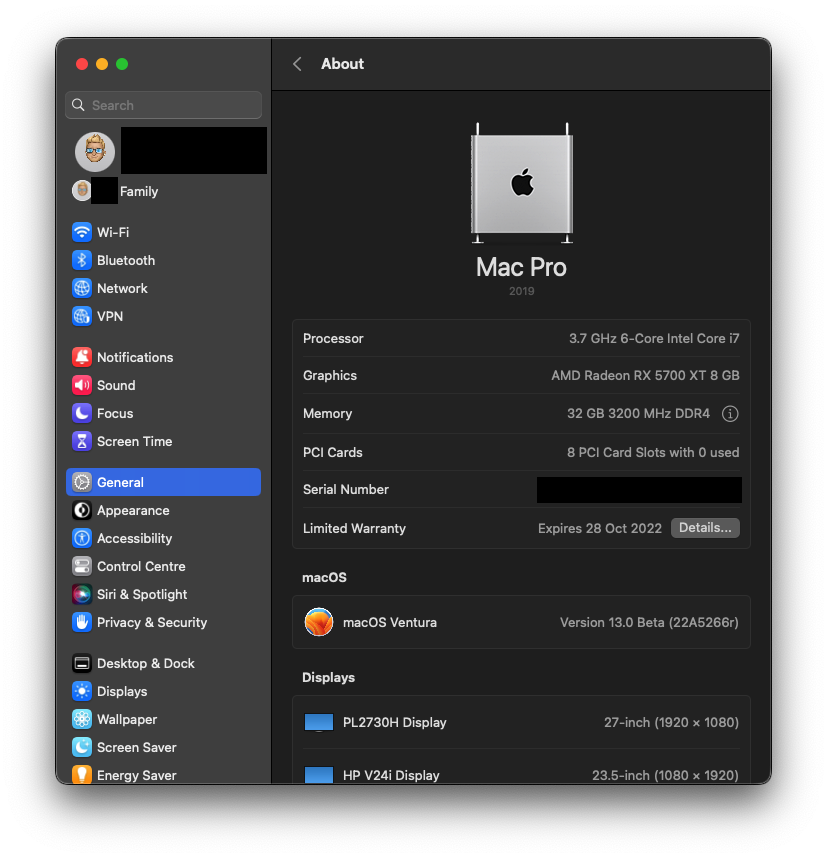 About
Search
Family
Wi-Fi
Bluetooth
Network
VPN
Notifications
Sound
Focus
Screen Time
General
Appearance
Accessibility
Control Centre
Siri & Spotlight
Privacy & Security
Desktop & Dock
Displays
Wallpaper
Screen Saver
Energy Saver
Mac Pro
2019
Processor 3.7 GHz 6-Core Intel Core i7
Graphics AMD Radeon RX 5700 XT 8 GB
Memory 32 GB 3200 MHz DDR4
PCI Cards 8 PCI Card Slots with 0 used
Serial Number
Limited Warranty Expires 28 Oct 2022 Details...
macOS
macOS Ventura Version 13.0 Beta (22A5266r)
Displays
PL2730H Display 27-inch (1920 × 1080)
HP V24i Display 23.5-inch (1080 × 1920)